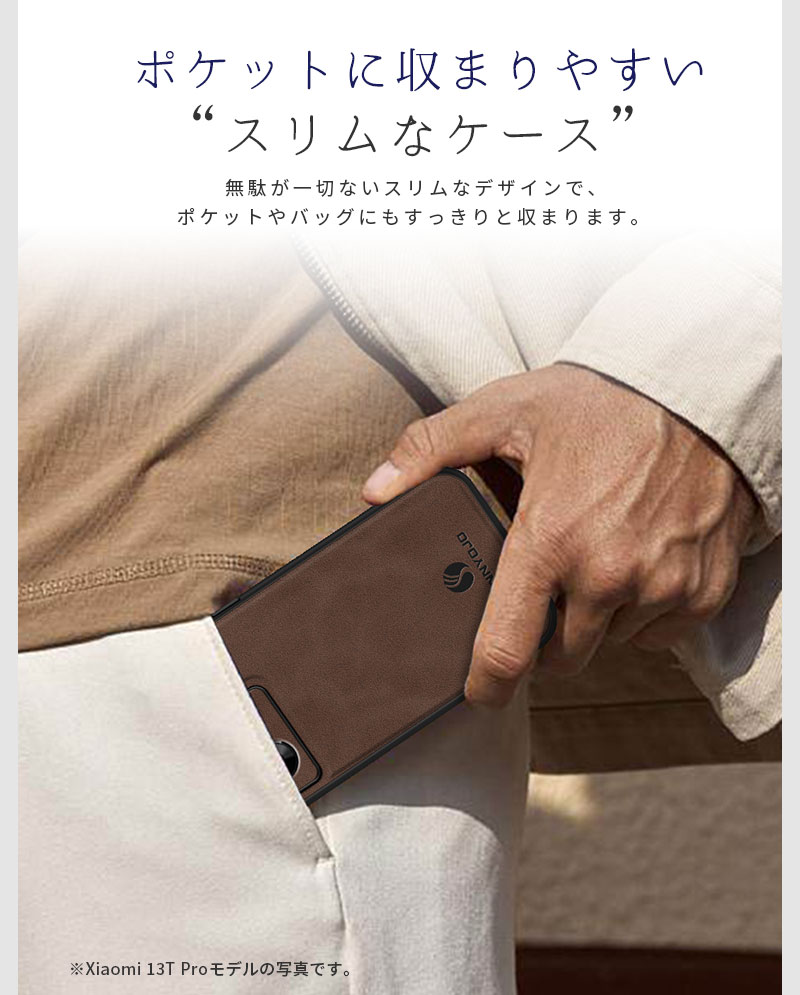 ポケットに収まりやすい
“スリムなケース”
無駄が一切ないスリムなデザインで、
ポケットやバッグにもすっきりと収まります。
※Xiaomi 13T Proモデルの写真です。